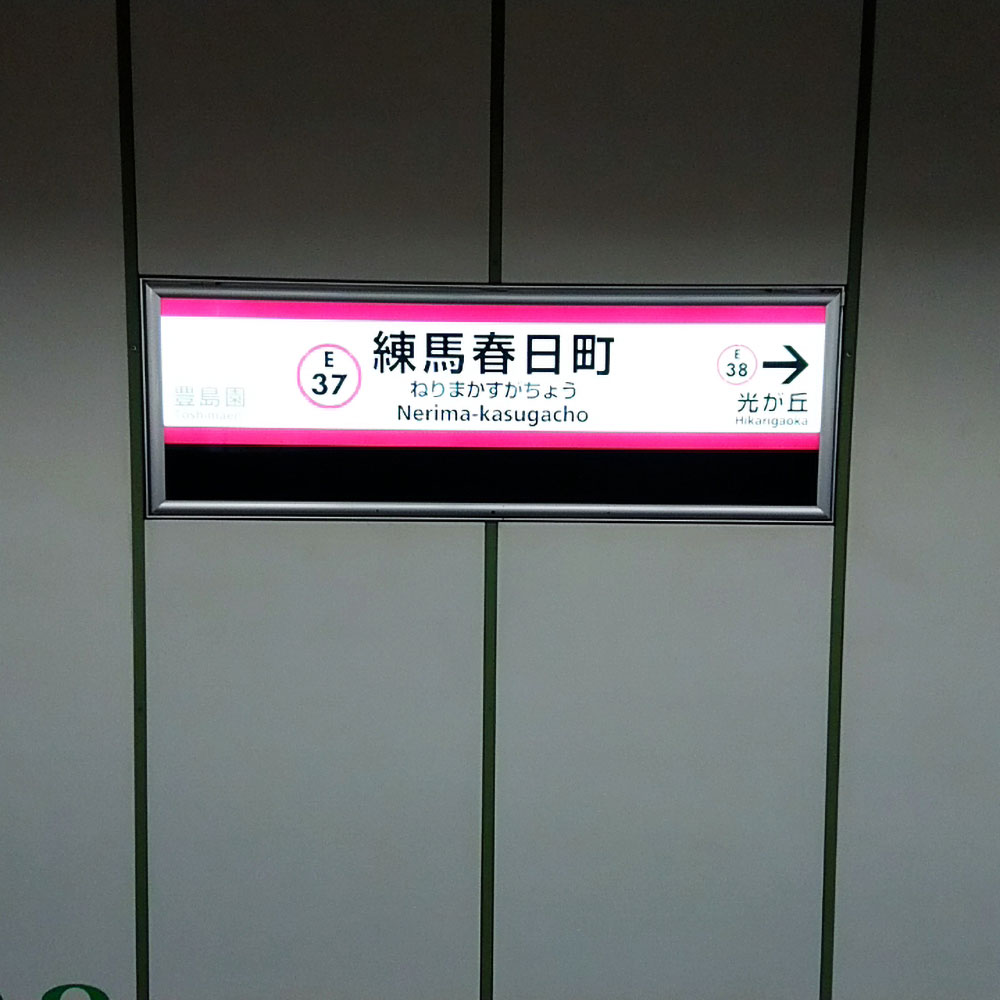 豊島園
Toshimaen
E
37
練馬春日町
ねりまかすがちょう
Nerima-kasugacho
E
38
→
光が丘
Hikarigaoka